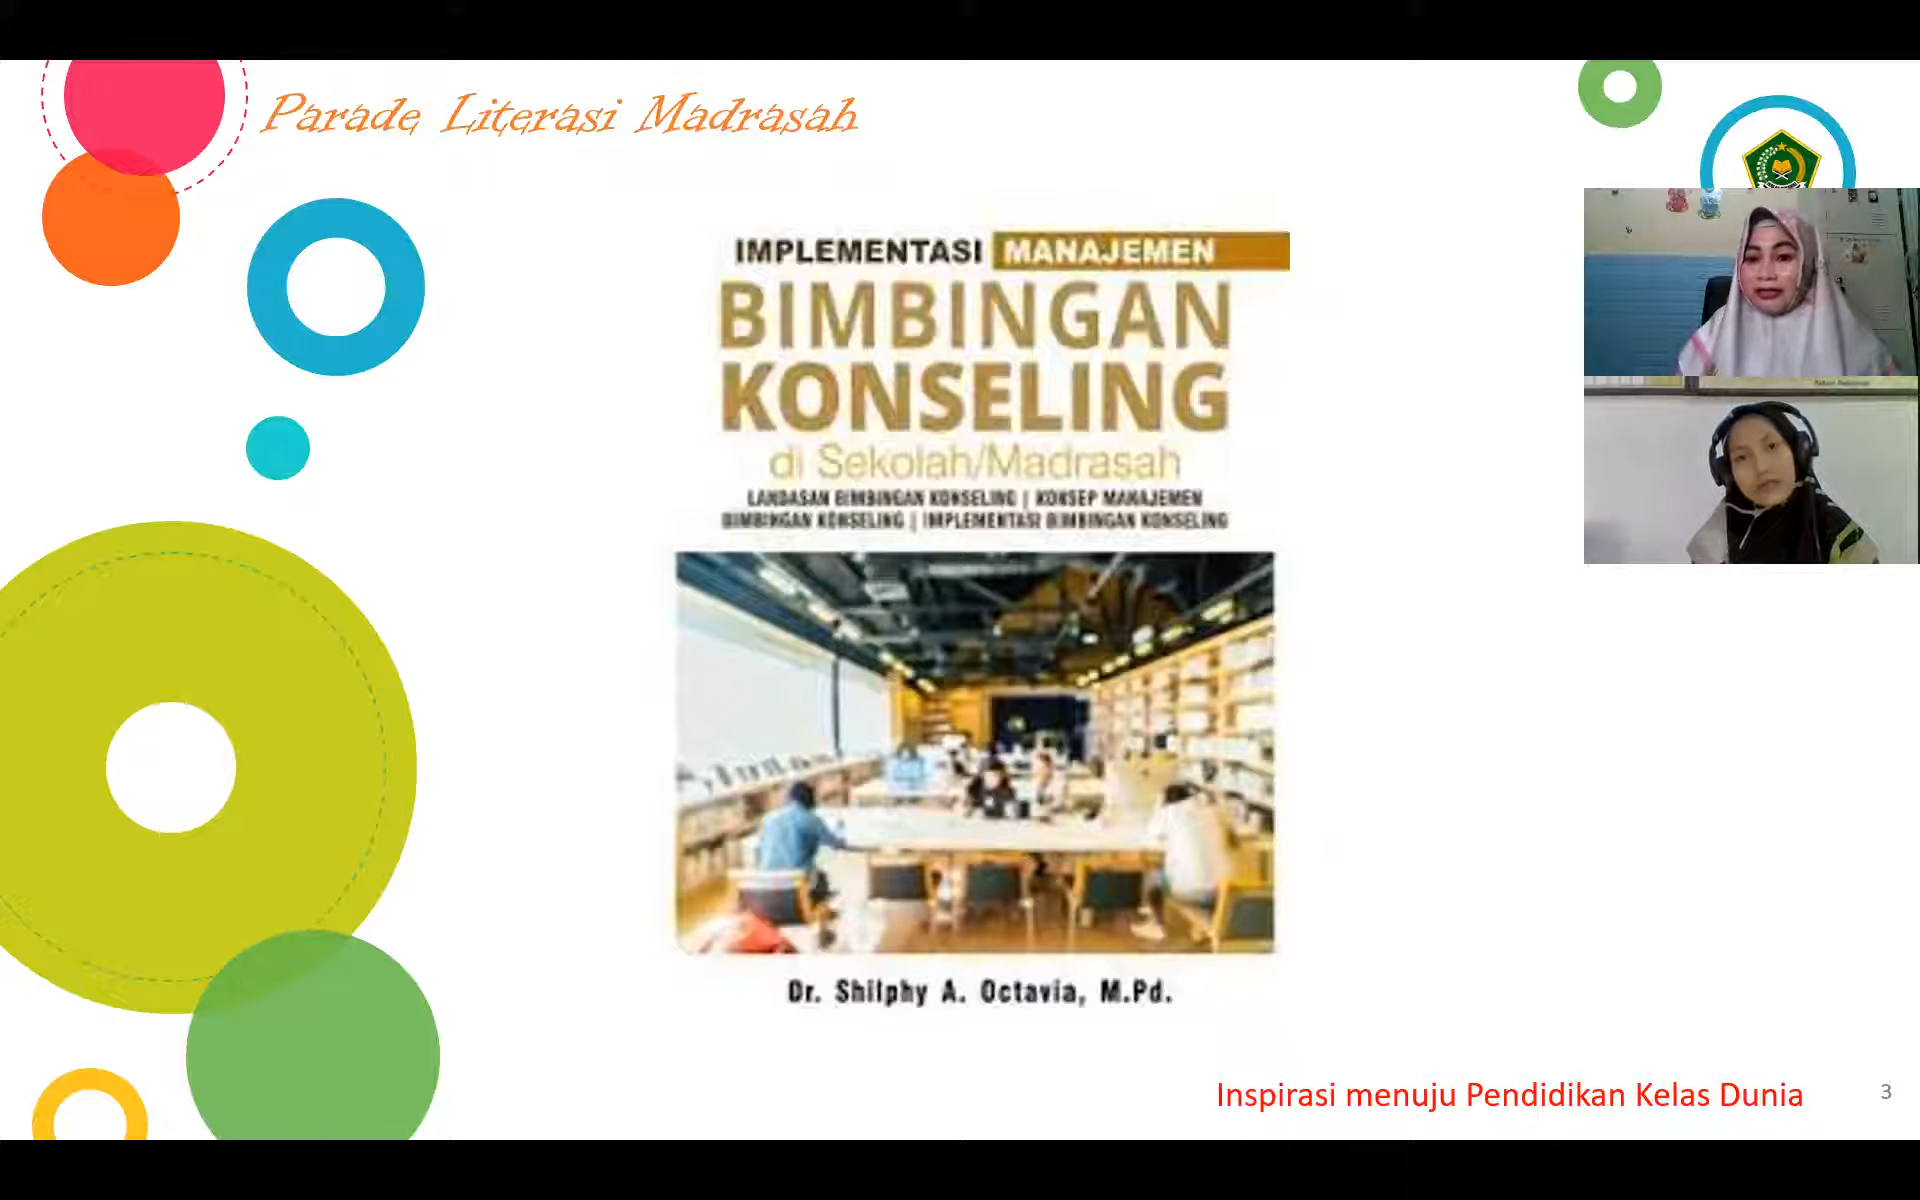 Parade Literasi Madrasah
IMPLEMENTASI MANAJEMEN
BIMBINGAN
KONSELING
di Sekolah/Madrasah
LANDASAN BIMBINGAN KONSELING | KONSEP MANAJEMEN
BIMBINGAN KONSELING | IMPLEMENTASI BIMBINGAN KONSELING
Dr. Shilphy A. Octavia, M.Pd.
Inspirasi menuju Pendidikan Kelas Dunia
3